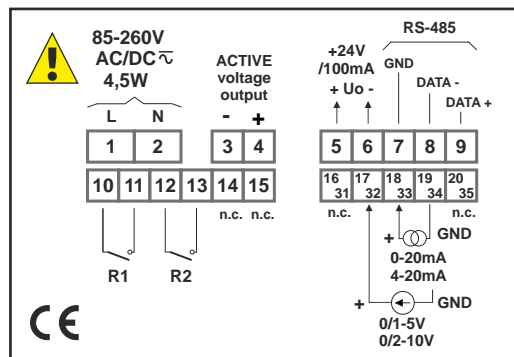 85-260V
AC/DC
4,5W
L N
ACTIVE
voltage
output
- +
+24V
/100mA
+ Uo -
RS-485
GND
DATA -
DATA +
1 2 3 4 5 6 7 8 9
10 11 12 13 14 15
16 31 17 32 18 33 19 34 20 35
n.c. n.c. n.c. n.c.
R1 R2
+ GND
0-20mA
4-20mA
+ GND
0/1-5V
0/2-10V
CE